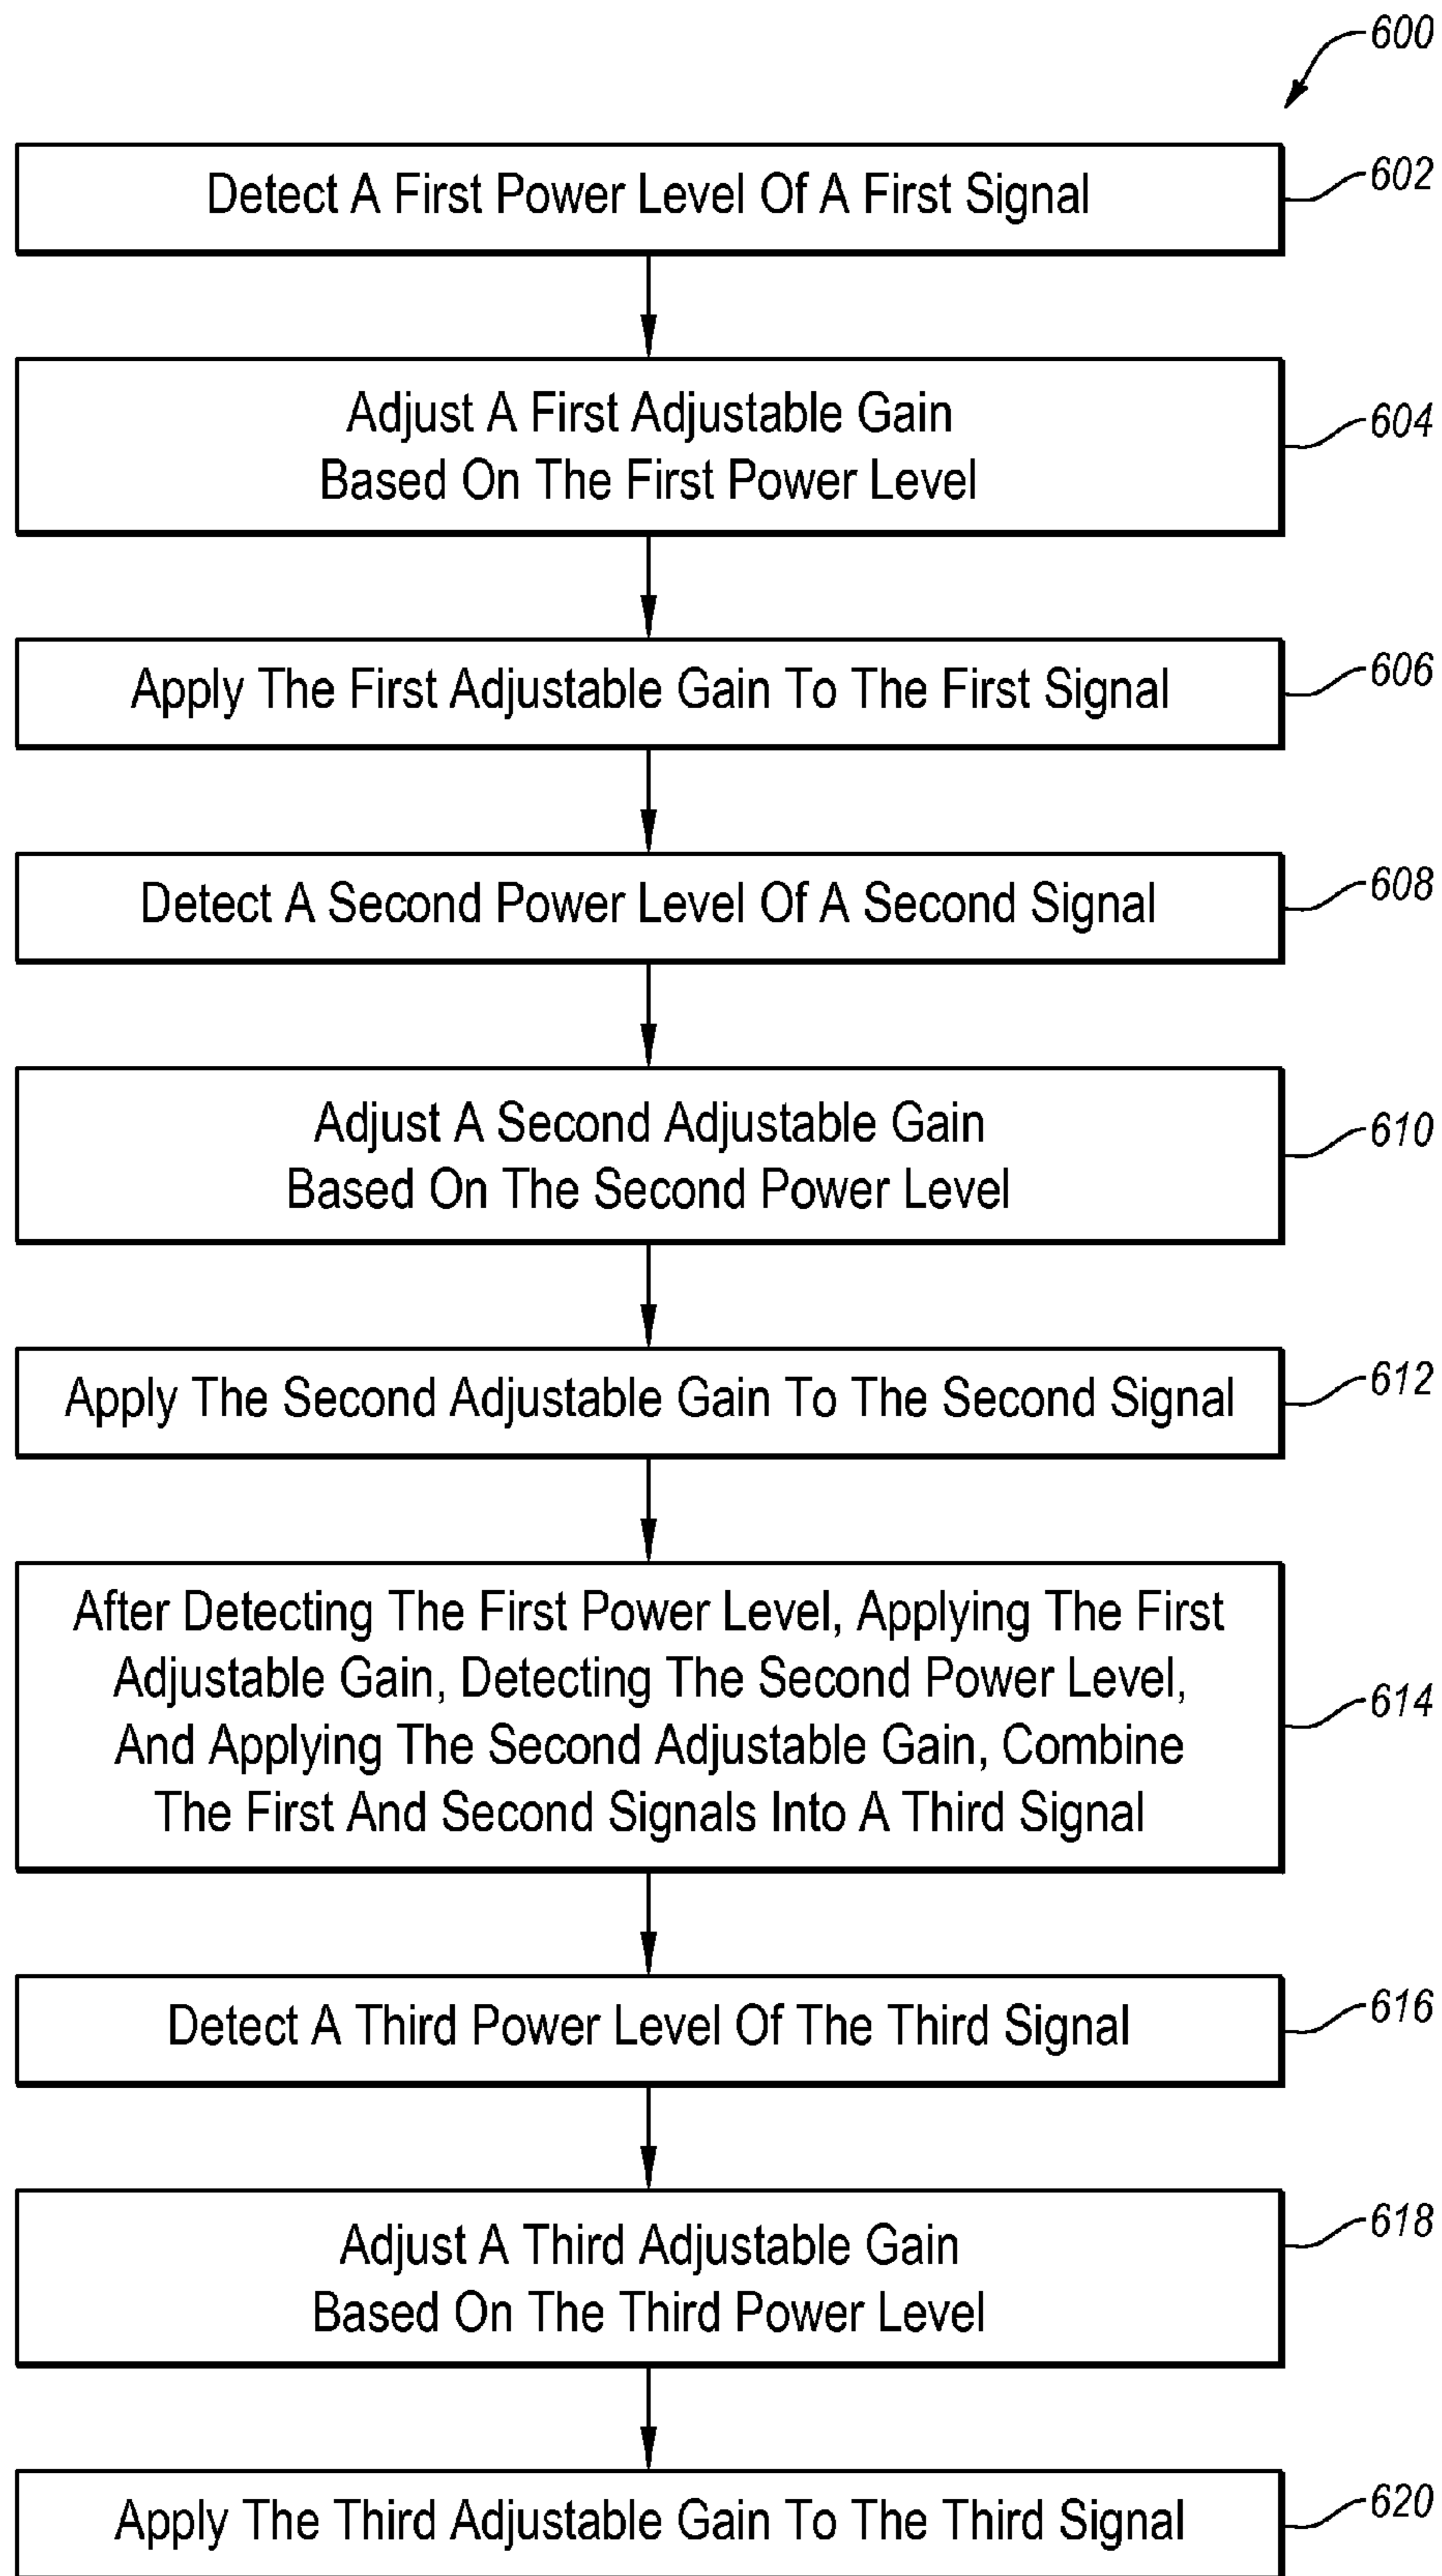 600
Detect A First Power Level Of A First Signal
602
Adjust A First Adjustable Gain
Based On The First Power Level
604
Apply The First Adjustable Gain To The First Signal
606
Detect A Second Power Level Of A Second Signal
608
Adjust A Second Adjustable Gain
Based On The Second Power Level
610
Apply The Second Adjustable Gain To The Second Signal
612
After Detecting The First Power Level, Applying The First
Adjustable Gain, Detecting The Second Power Level,
And Applying The Second Adjustable Gain, Combine
The First And Second Signals Into A Third Signal
614
Detect A Third Power Level Of The Third Signal
616
Adjust A Third Adjustable Gain
Based On The Third Power Level
618
Apply The Third Adjustable Gain To The Third Signal
620